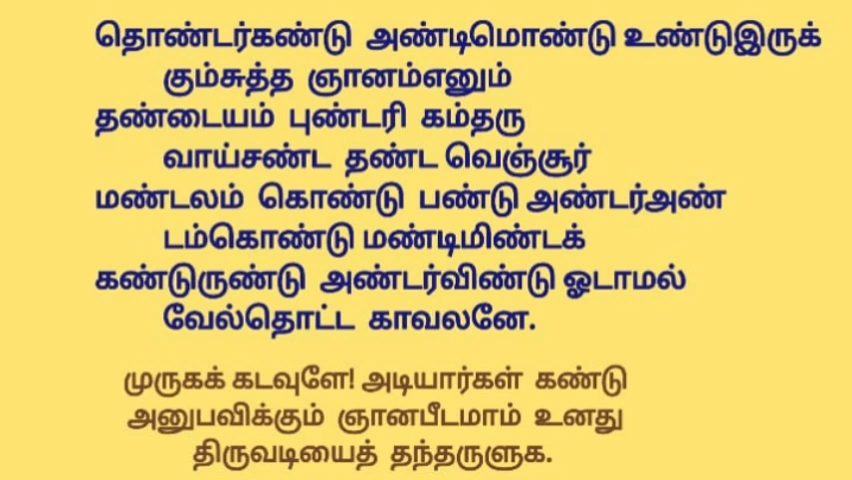 தொண்டர்கண்டு அண்டிமொண்டு உண்டுஇருக்
கும்சுத்த ஞானம்எனும்
தண்டையம் புண்டரி கம்தரு
வாய்சண்ட தண்ட வெஞ்சூர்
மண்டலம் கொண்டு பண்டு அண்டர்அண்
டம்கொண்டு மண்டிமிண்டக்
கண்டுருண்டு அண்டர்விண்டு ஓடாமல்
வேல்தொட்ட காவலனே.
முருகக் கடவுளே! அடியார்கள் கண்டு
அனுபவிக்கும் ஞானபீடமாம் உனது
திருவடியைத் தந்தருளுக.